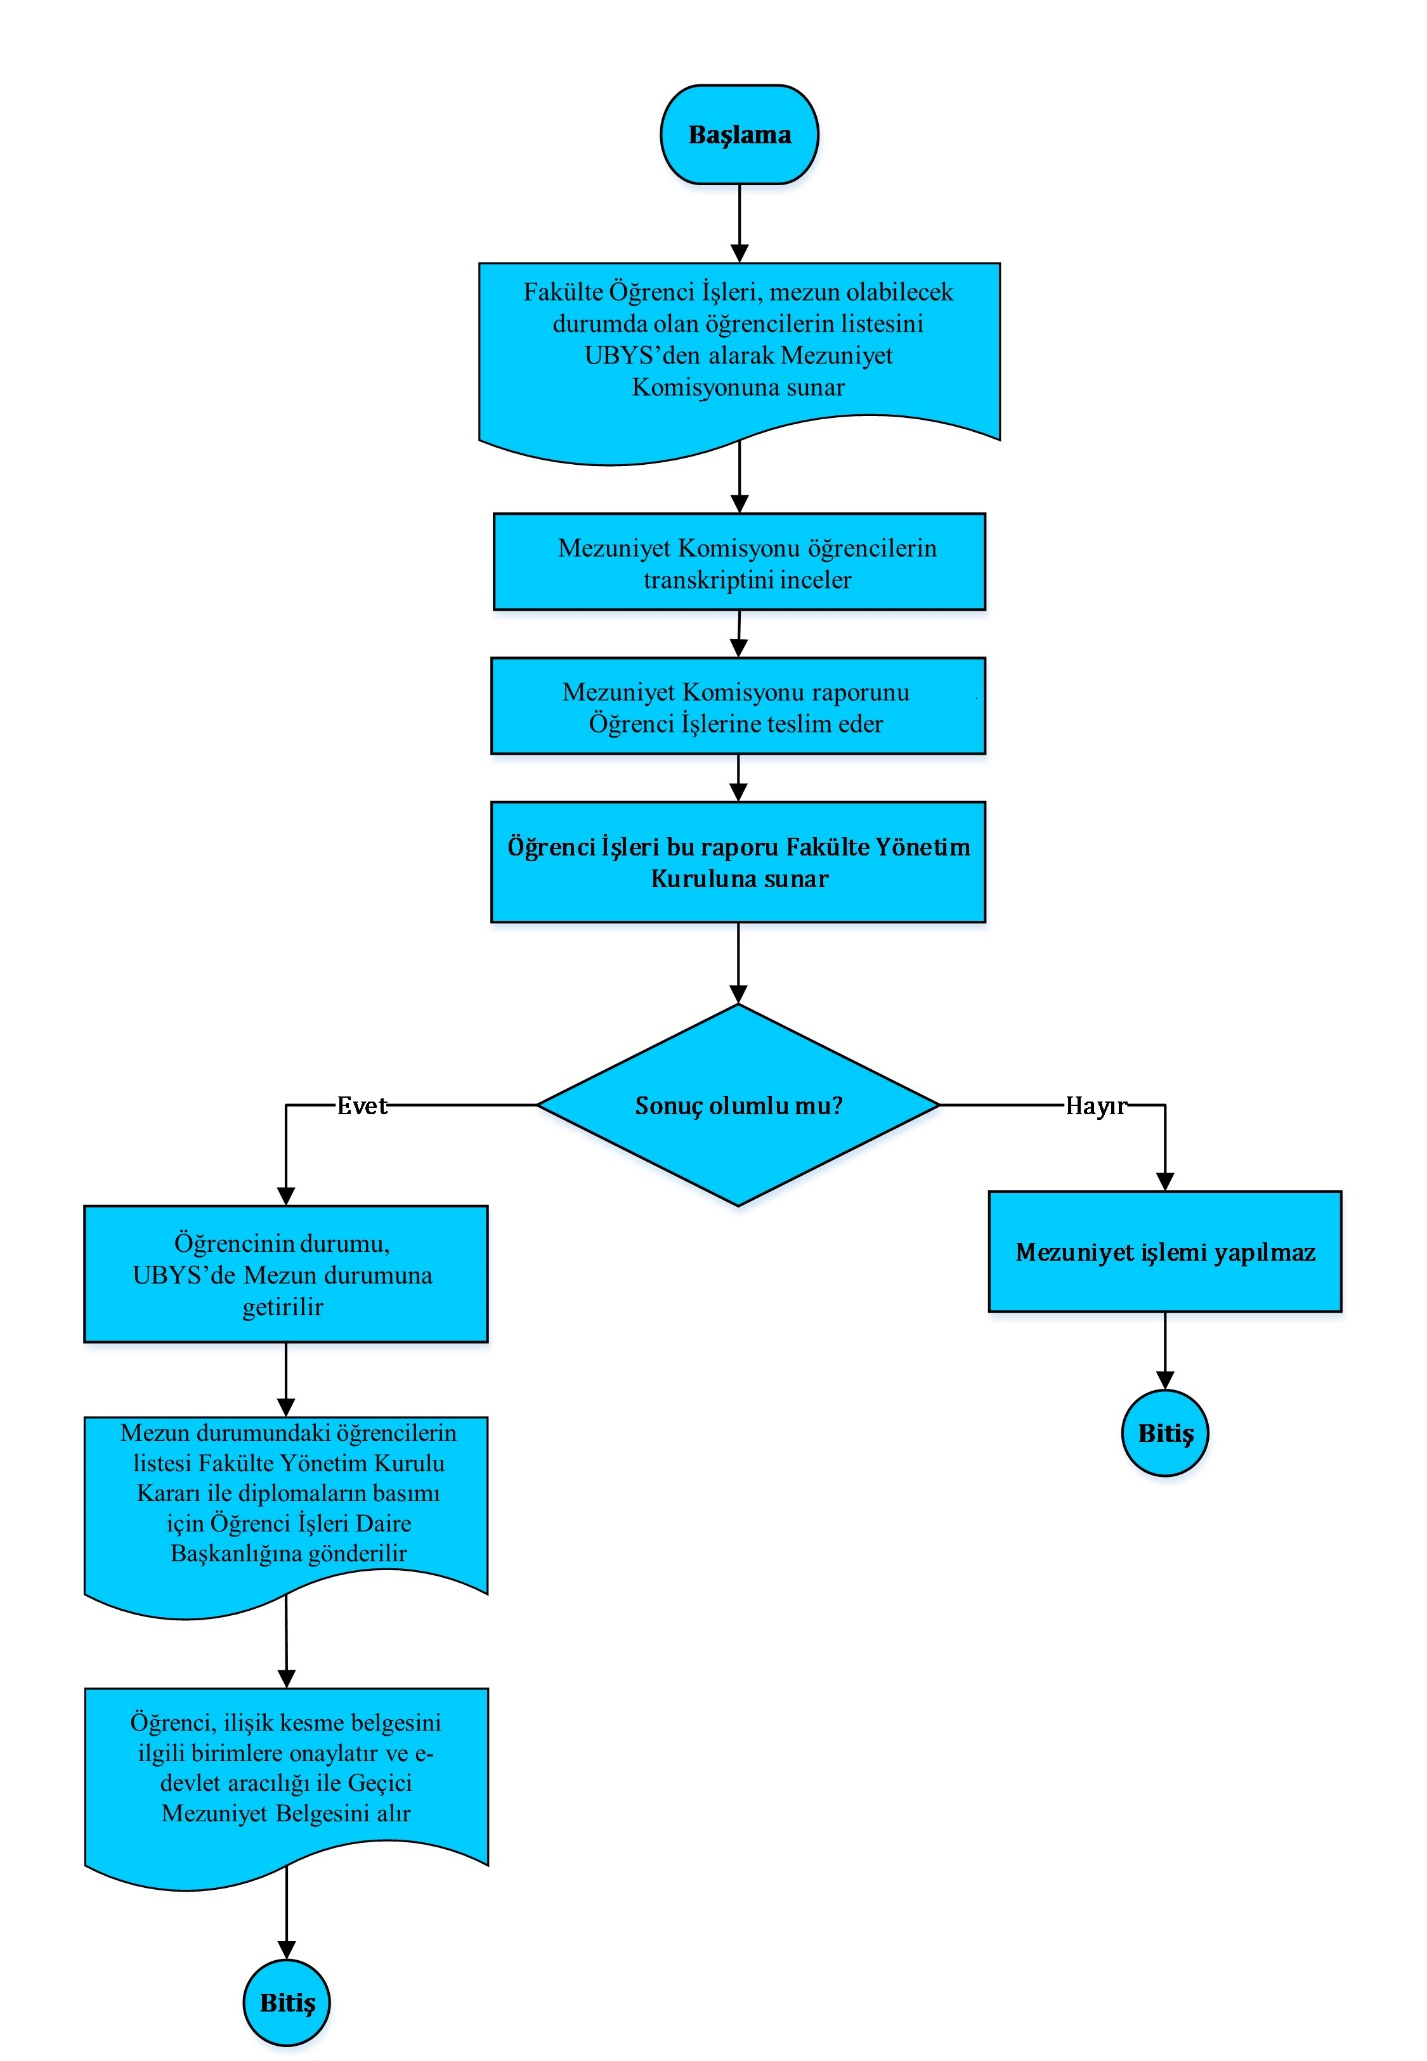 Başlama
Fakülte Öğrenci İşleri, mezun olabilecek
durumda olan öğrencilerin listesini
UBYS’den alarak Mezuniyet
Komisyonuna sunar
Mezuniyet Komisyonu öğrencilerin
transkriptini inceler
Mezuniyet Komisyonu raporunu
Öğrenci İşlerine teslim eder
Öğrenci İşleri bu raporu Fakülte Yönetim
Kuruluna sunar
Sonuç olumlu mu?
Evet
Hayır
Öğrencinin durumu,
UBYS’de Mezun durumuna
getirilir
Mezuniyet işlemi yapılmaz
Mezun durumundaki öğrencilerin
listesi Fakülte Yönetim Kurulu
Kararı ile diplomaların basımı
için Öğrenci İşleri Daire
Başkanlığına gönderilir
Bitiş
Öğrenci, ilişik kesme belgesini
ilgili birimlere onaylatır ve e-
devlet aracılığı ile Geçici
Mezuniyet Belgesini alır
Bitiş